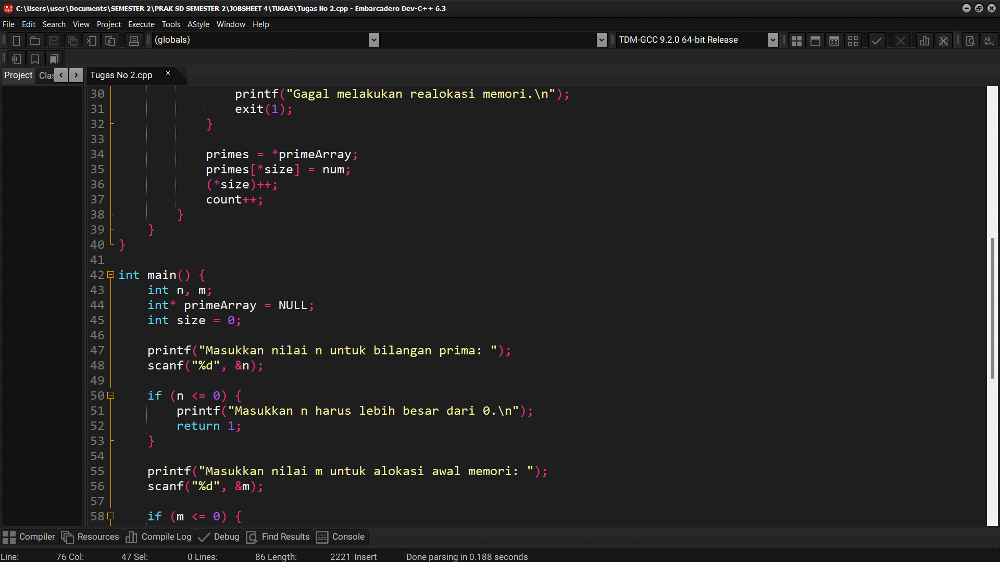 C:\Users\user\Documents\SEMESTER 2\PRAK SD SEMESTER 2\JOBSHEET 4\TUGAS\Tugas No 2.cpp - Embarcadero Dev-C++ 6.3
File Edit Search View Project Execute Tools AStyle Window Help
(globals) TDM-GCC 9.2.0 64-bit Release
Project Clas Tugas No 2.cpp
30 printf("Gagal melakukan realokasi memori.\n");
31 exit(1);
32 }
33
34 primes = *primeArray;
35 primes[*size] = num;
36 (*size)++;
37 count++;
38 }
39 }
40 }
41
42 int main() {
43 int n, m;
44 int* primeArray = NULL;
45 int size = 0;
46
47 printf("Masukkan nilai n untuk bilangan prima: ");
48 scanf("%d", &n);
49
50 if (n <= 0) {
51 printf("Masukkan n harus lebih besar dari 0.\n");
52 return 1;
53 }
54
55 printf("Masukkan nilai m untuk alokasi awal memori: ");
56 scanf("%d", &m);
57
58 if (m <= 0) {
Compiler Resources Compile Log Debug Find Results Console
Line: 76 Col: 47 Sel: 0 Lines: 86 Length: 2221 Insert Done parsing in 0.188 seconds